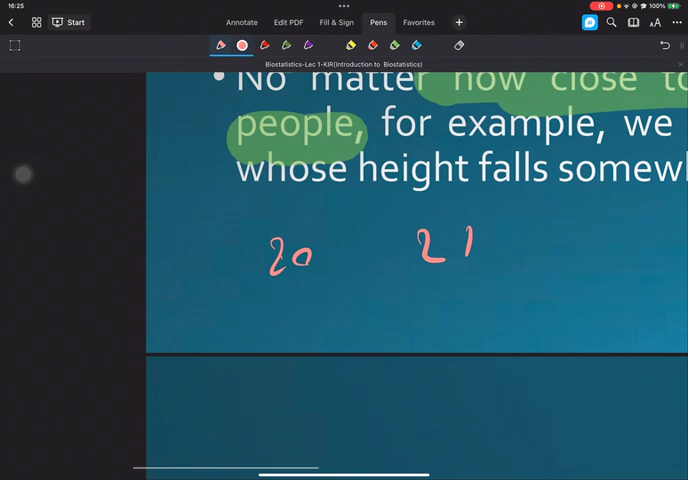 16:25
100%
Start
Annotate Edit PDF Fill & Sign Pens Favorites
Biostatistics-Lec 1-KIR(Introduction to Biostatistics)
• No matter how close to
people, for example, we
whose height falls somew
20 21